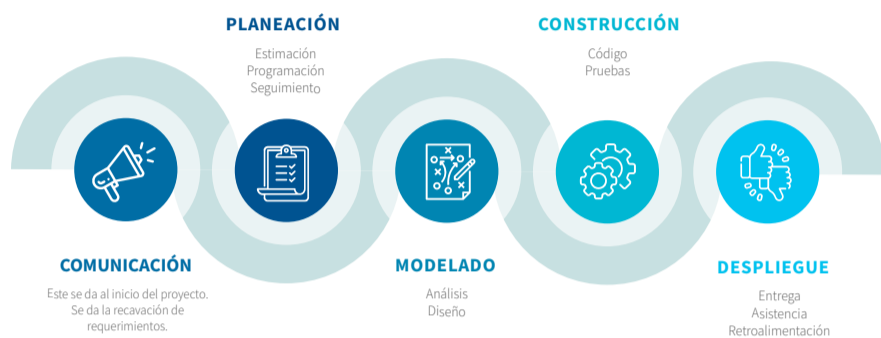 PLANEACIÓN
Estimación
Programación
Seguimiento
CONSTRUCCIÓN
Código
Pruebas
COMUNICACIÓN
Este se da al inicio del proyecto.
Se da la recavación de
requerimientos.
MODELADO
Análisis
Diseño
DESPLIEGUE
Entrega
Asistencia
Retroalimentación